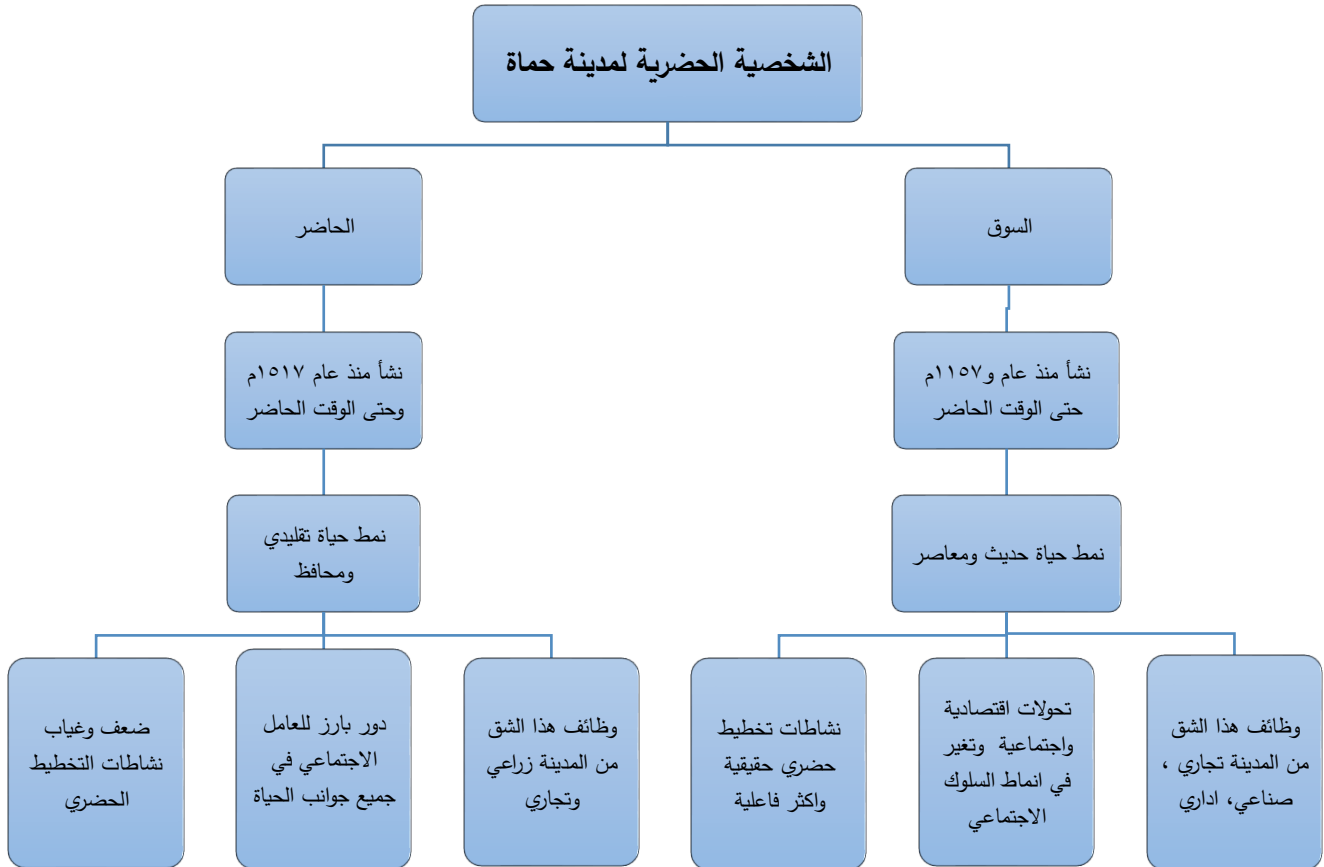 الشخصية الحضرية لمدينة حماة
السوق
الحاضر
نشأ منذ عام و١١٥٧م
حتى الوقت الحاضر
نشأ منذ عام ١٥١٧م
وحتى الوقت الحاضر
نمط حياة حديث ومعاصر
نمط حياة تقليدي
ومحافظ
وظائف هذا الشق
من المدينة تجاري ،
صناعي، اداري
تحولات اقتصادية
واجتماعية وتغير
في انماط السلوك
الاجتماعي
نشاطات تخطيط
حضري حقيقية
واكثر فاعلية
وظائف هذا الشق
من المدينة زراعي
وتجاري
دور بارز للعامل
الاجتماعي في
جميع جوانب الحياة
ضعف وغياب
نشاطات التخطيط
الحضري